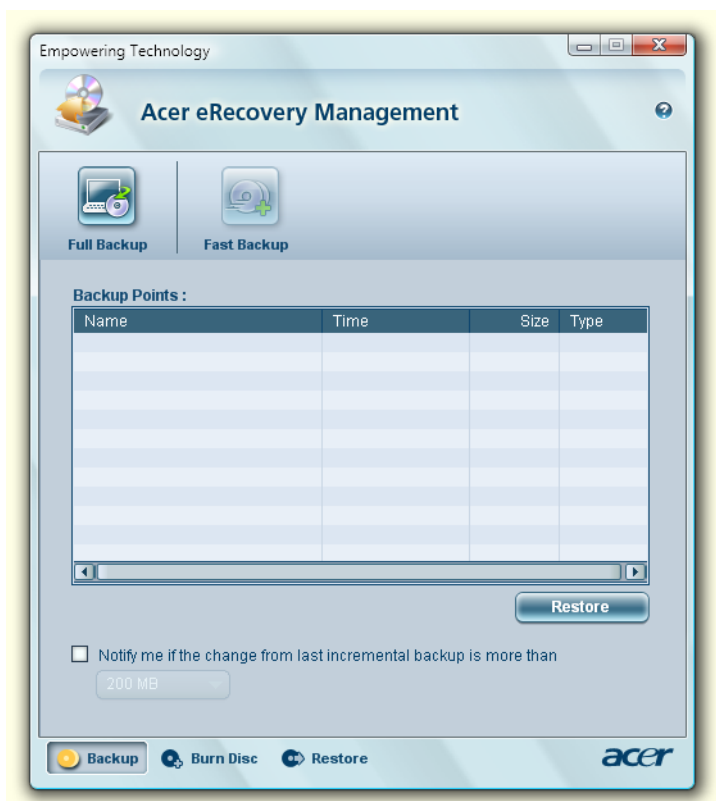 Empowering Technology
Acer eRecovery Management
Full Backup
Fast Backup
Backup Points :
Name Time Size Type
Restore
Notify me if the change from last incremental backup is more than
200 MB
Backup Burn Disc Restore acer